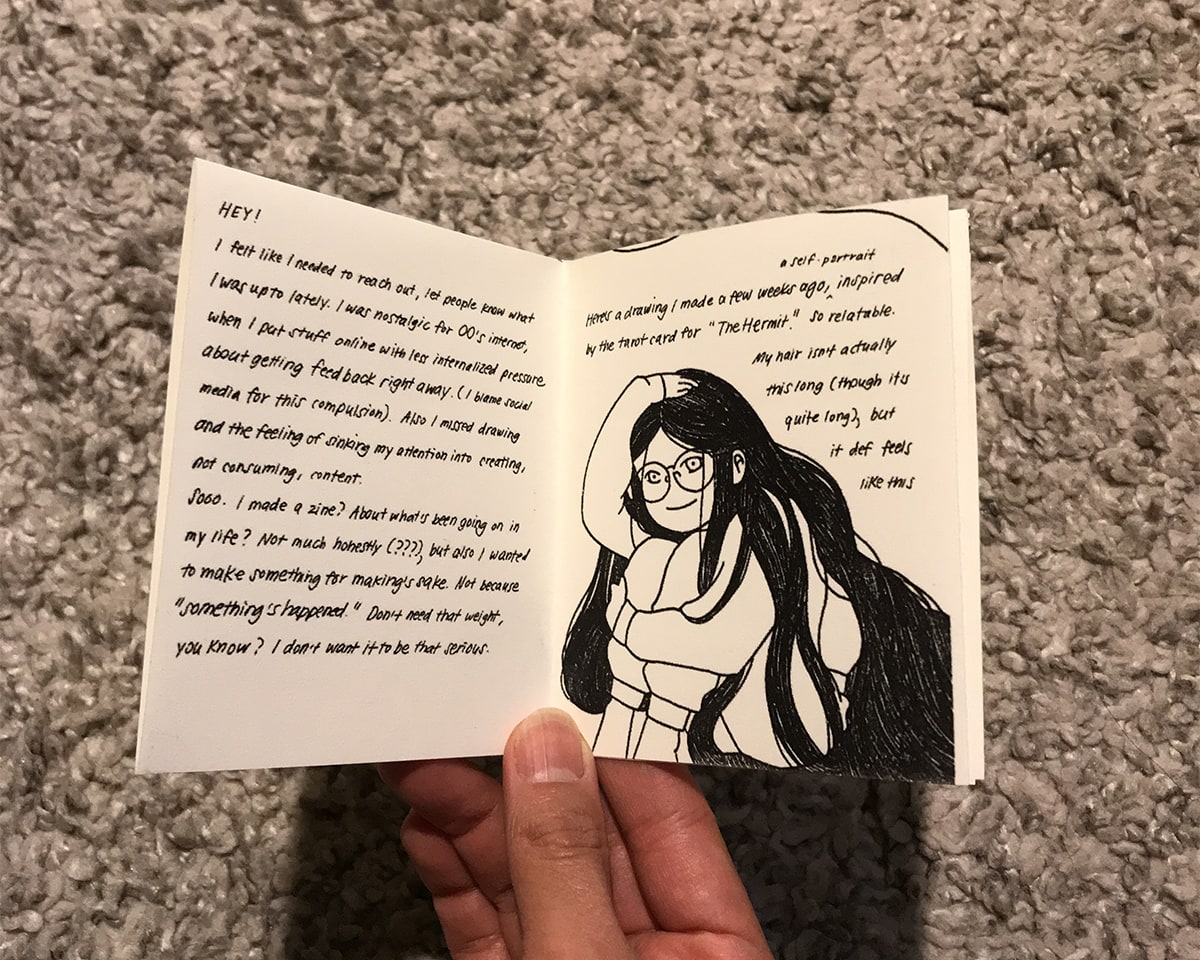 HEY!
I felt like I needed to reach out, let people know what
I was up to lately. I was nostalgic for 00's internet,
when I put stuff online with less internalized pressure
about getting feedback right away. (I blame social
media for this compulsion). Also I missed drawing
and the feeling of sinking my attention into creating,
not consuming, content.
Sooo. I made a zine? About what's been going on in
my life? Not much honestly (???), but also I wanted
to make something for making's sake. Not because
"something's happened." Don't need that weight,
you know? I don't want it to be that serious.
a self-portrait
Here's a drawing I made a few weeks ago, inspired
by the tarot card for "The Hermit." So relatable.
My hair isn't actually
this long (though it's
quite long), but
it def feels
like this